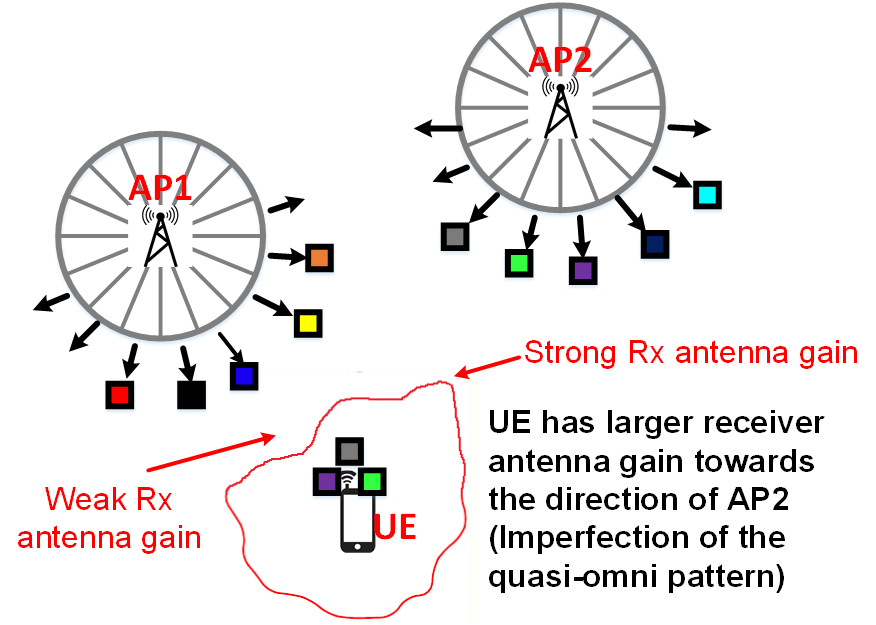 AP2
AP1
Strong Rx antenna gain
UE has larger receiver
antenna gain towards
the direction of AP2
(Imperfection of the
quasi-omni pattern)
Weak Rx
antenna gain
UE